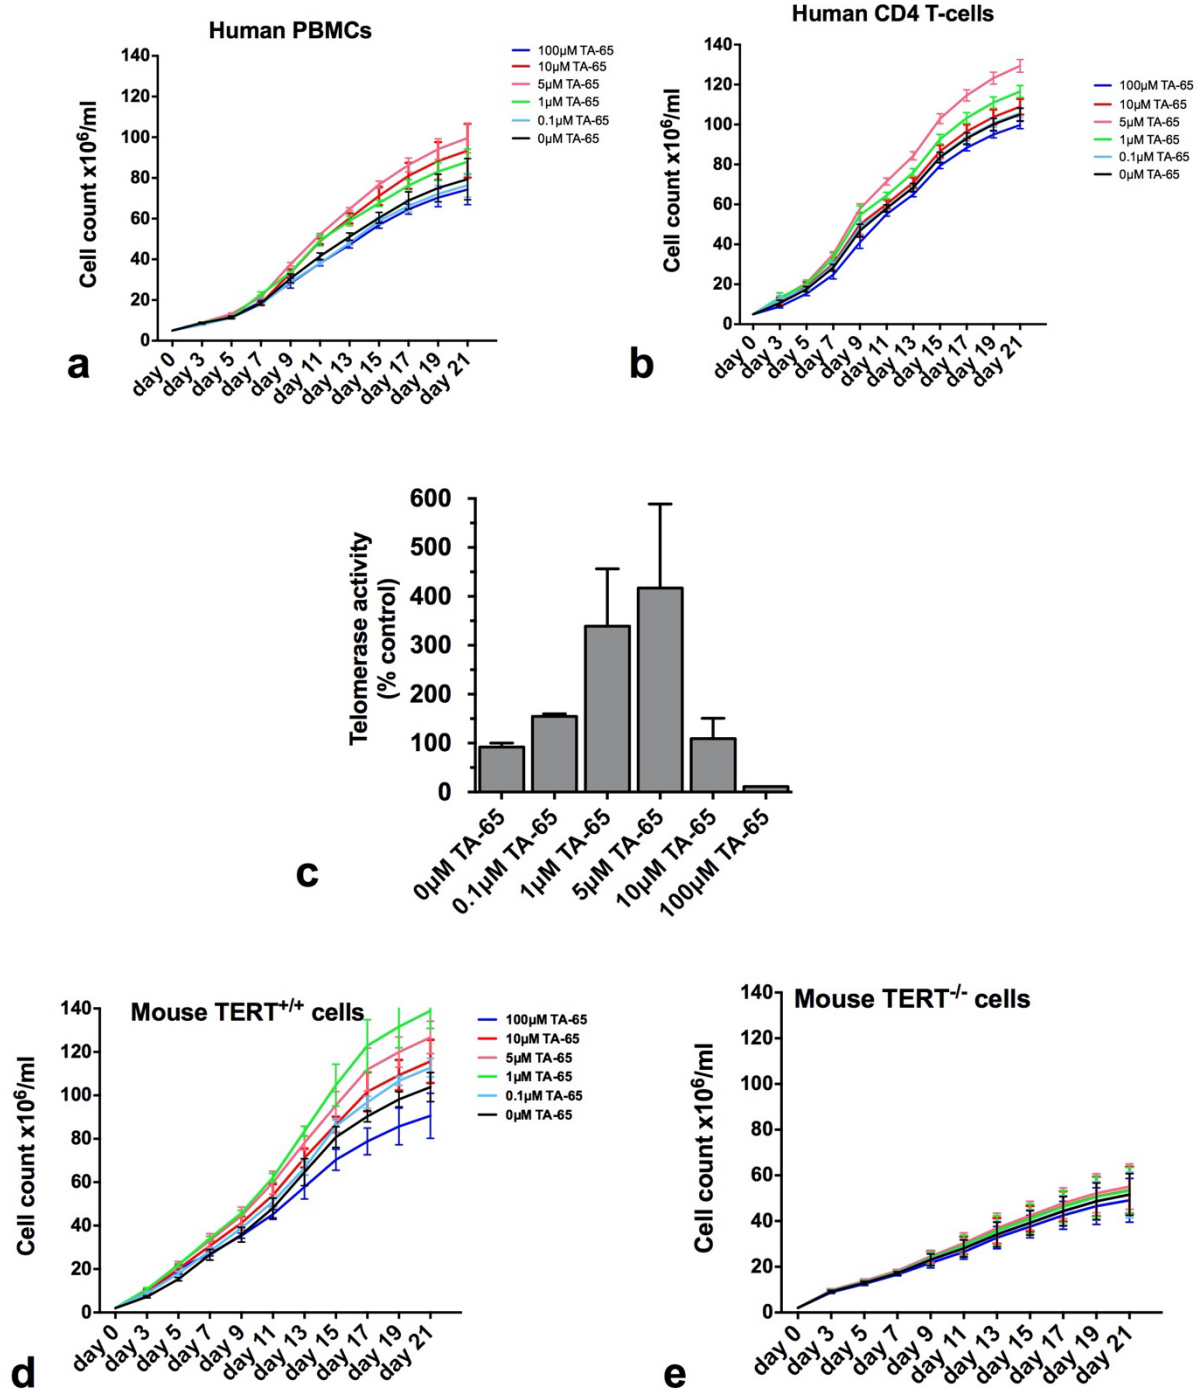 Human PBMCs
Cell count x10⁶/ml
140
120
100
80
60
40
20
0
day 0
day 3
day 5
day 7
day 9
day 11
day 13
day 15
day 17
day 19
day 21
100µM TA-65
10µM TA-65
5µM TA-65
1µM TA-65
0.1µM TA-65
0µM TA-65
a
Human CD4 T-cells
Cell count x10⁶/ml
140
120
100
80
60
40
20
0
day 0
day 3
day 5
day 7
day 9
day 11
day 13
day 15
day 17
day 19
day 21
100µM TA-65
10µM TA-65
5µM TA-65
1µM TA-65
0.1µM TA-65
0µM TA-65
b
Telomerase activity
(% control)
600
500
400
300
200
100
0
0µM TA-65
0.1µM TA-65
1µM TA-65
5µM TA-65
10µM TA-65
100µM TA-65
c
Mouse TERT⁺/⁺ cells
Cell count x10⁶/ml
140
120
100
80
60
40
20
0
day 0
day 3
day 5
day 7
day 9
day 11
day 13
day 15
day 17
day 19
day 21
100µM TA-65
10µM TA-65
5µM TA-65
1µM TA-65
0.1µM TA-65
0µM TA-65
d
Mouse TERT⁻/⁻ cells
Cell count x10⁶/ml
140
120
100
80
60
40
20
0
day 0
day 3
day 5
day 7
day 9
day 11
day 13
day 15
day 17
day 19
day 21
e